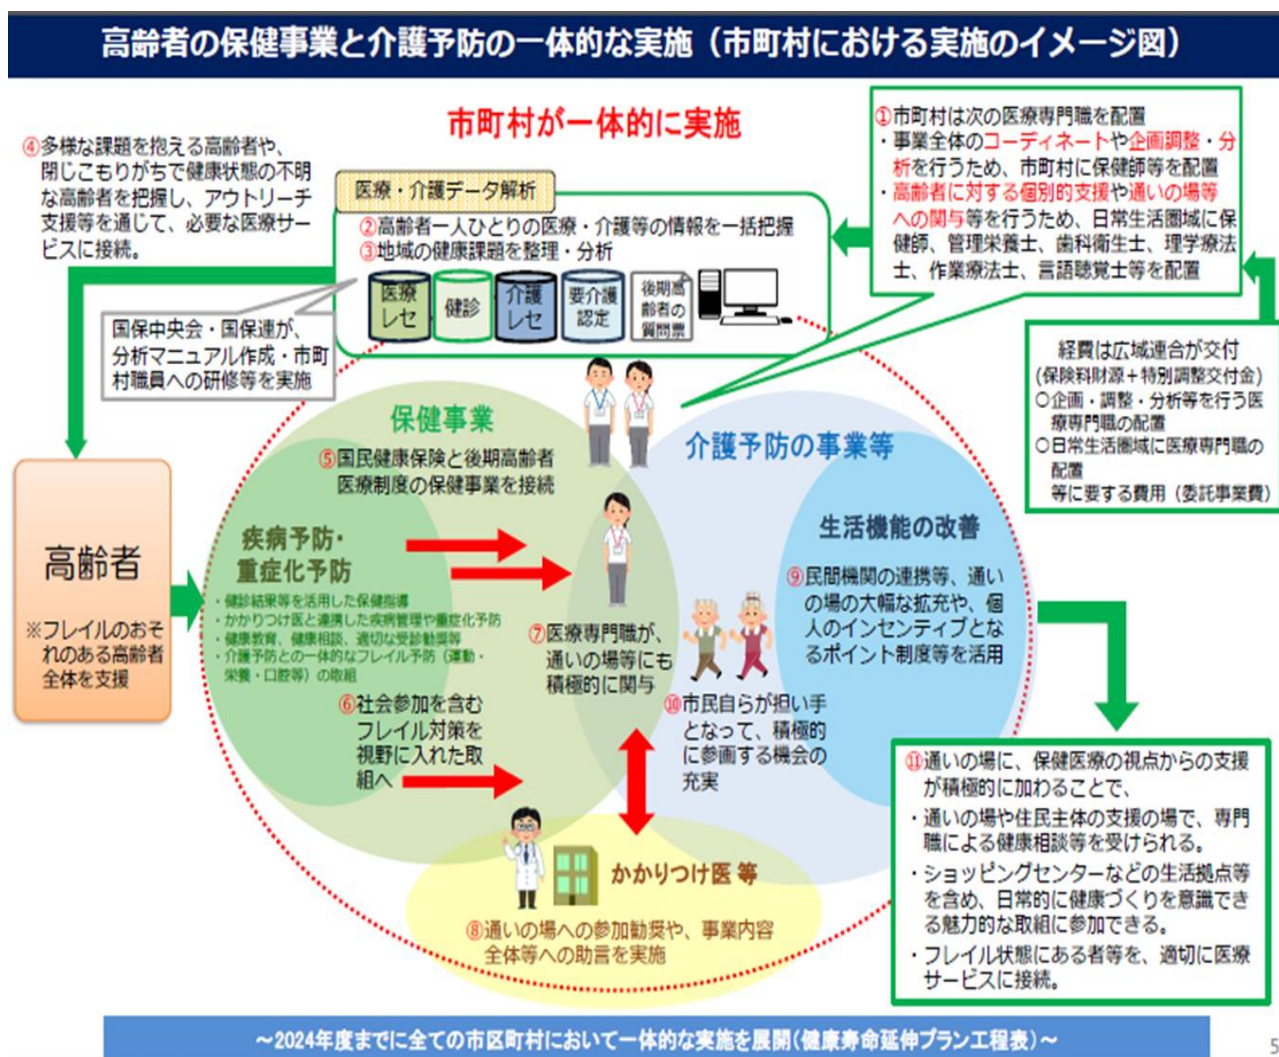 高齢者の保健事業と介護予防の一体的な実施（市町村における実施のイメージ図）
市町村が一体的に実施
①市町村は次の医療専門職を配置
・事業全体のコーディネートや企画調整・分
析を行うため、市町村に保健師等を配置
・高齢者に対する個別的支援や通いの場等
への関与等を行うため、日常生活圏域に保
健師、管理栄養士、歯科衛生士、理学療法
士、作業療法士、言語聴覚士等を配置
④多様な課題を抱える高齢者や、
閉じこもりがちで健康状態の不明
な高齢者を把握し、アウトリーチ
支援等を通じて、必要な医療サー
ビスに接続。
医療・介護データ解析
②高齢者一人ひとりの医療・介護等の情報を一括把握
③地域の健康課題を整理・分析
医療
レセ
健診
介護
レセ
要介護
認定
後期高
齢者の
質問票
国保中央会・国保連が、
分析マニュアル作成・市町
村職員への研修等を実施
経費は広域連合が交付
(保険料財源＋特別調整交付金)
○企画・調整・分析等を行う医
療専門職の配置
○日常生活圏域に医療専門職の
配置
等に要する費用（委託事業費）
保健事業
⑤国民健康保険と後期高齢者
医療制度の保健事業を接続
介護予防の事業等
高齢者
※フレイルのおそ
れのある高齢者
全体を支援
疾病予防・
重症化予防
・健診結果等を活用した保健指導
・かかりつけ医と連携した疾病管理や重症化予防
・健康教育、健康相談、適切な受診勧奨等
・介護予防との一体的なフレイル予防（運動・
栄養・口腔等）の取組
⑥社会参加を含む
フレイル対策を
視野に入れた取
組へ
⑦医療専門職が、
通いの場等にも
積極的に関与
生活機能の改善
⑨民間機関の連携等、通い
の場の大幅な拡充や、個
人のインセンティブとな
るポイント制度等を活用
⑩市民自らが担い手
となって、積極的
に参画する機会の
充実
かかりつけ医 等
⑧通いの場への参加勧奨や、事業内容
全体等への助言を実施
⑪通いの場に、保健医療の視点からの支援
が積極的に加わることで、
・通いの場や住民主体の支援の場で、専門
職による健康相談等を受けられる。
・ショッピングセンターなどの生活拠点等
を含め、日常的に健康づくりを意識でき
る魅力的な取組に参加できる。
・フレイル状態にある者等を、適切に医療
サービスに接続。
～2024年度までに全ての市区町村において一体的な実施を展開(健康寿命延伸プラン工程表)～
5